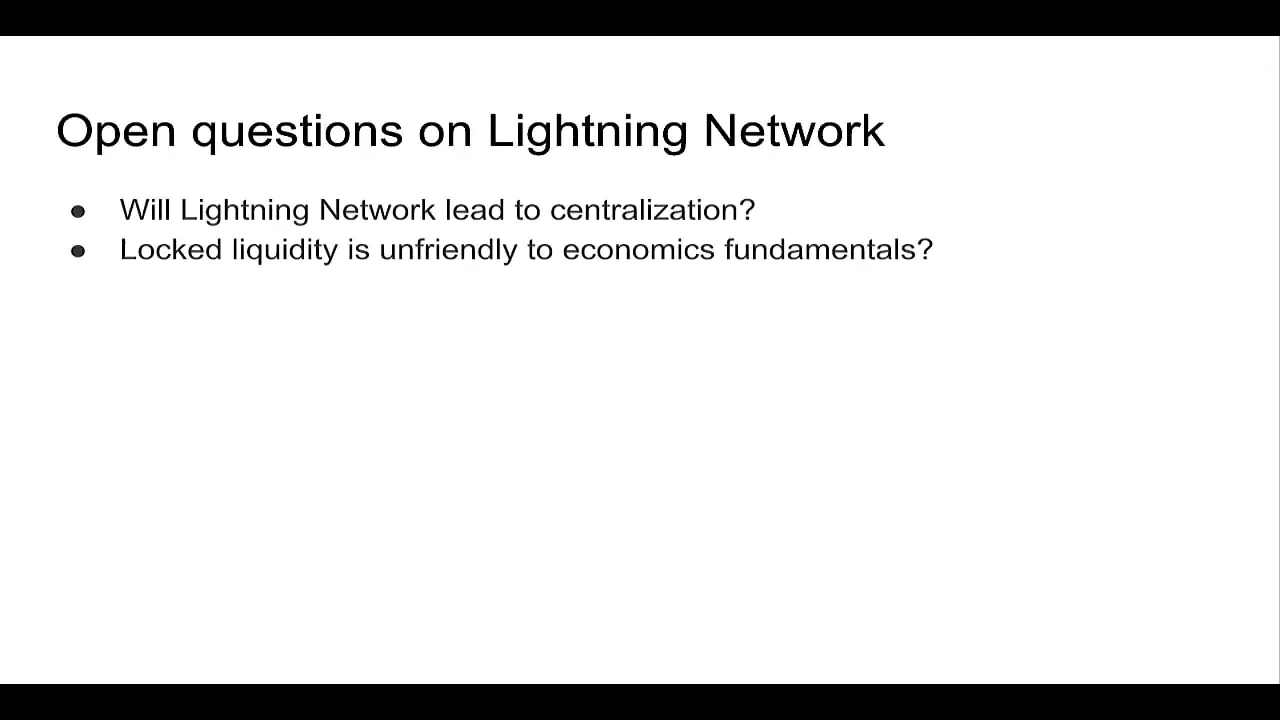 Open questions on Lightning Network
● Will Lightning Network lead to centralization?
● Locked liquidity is unfriendly to economics fundamentals?